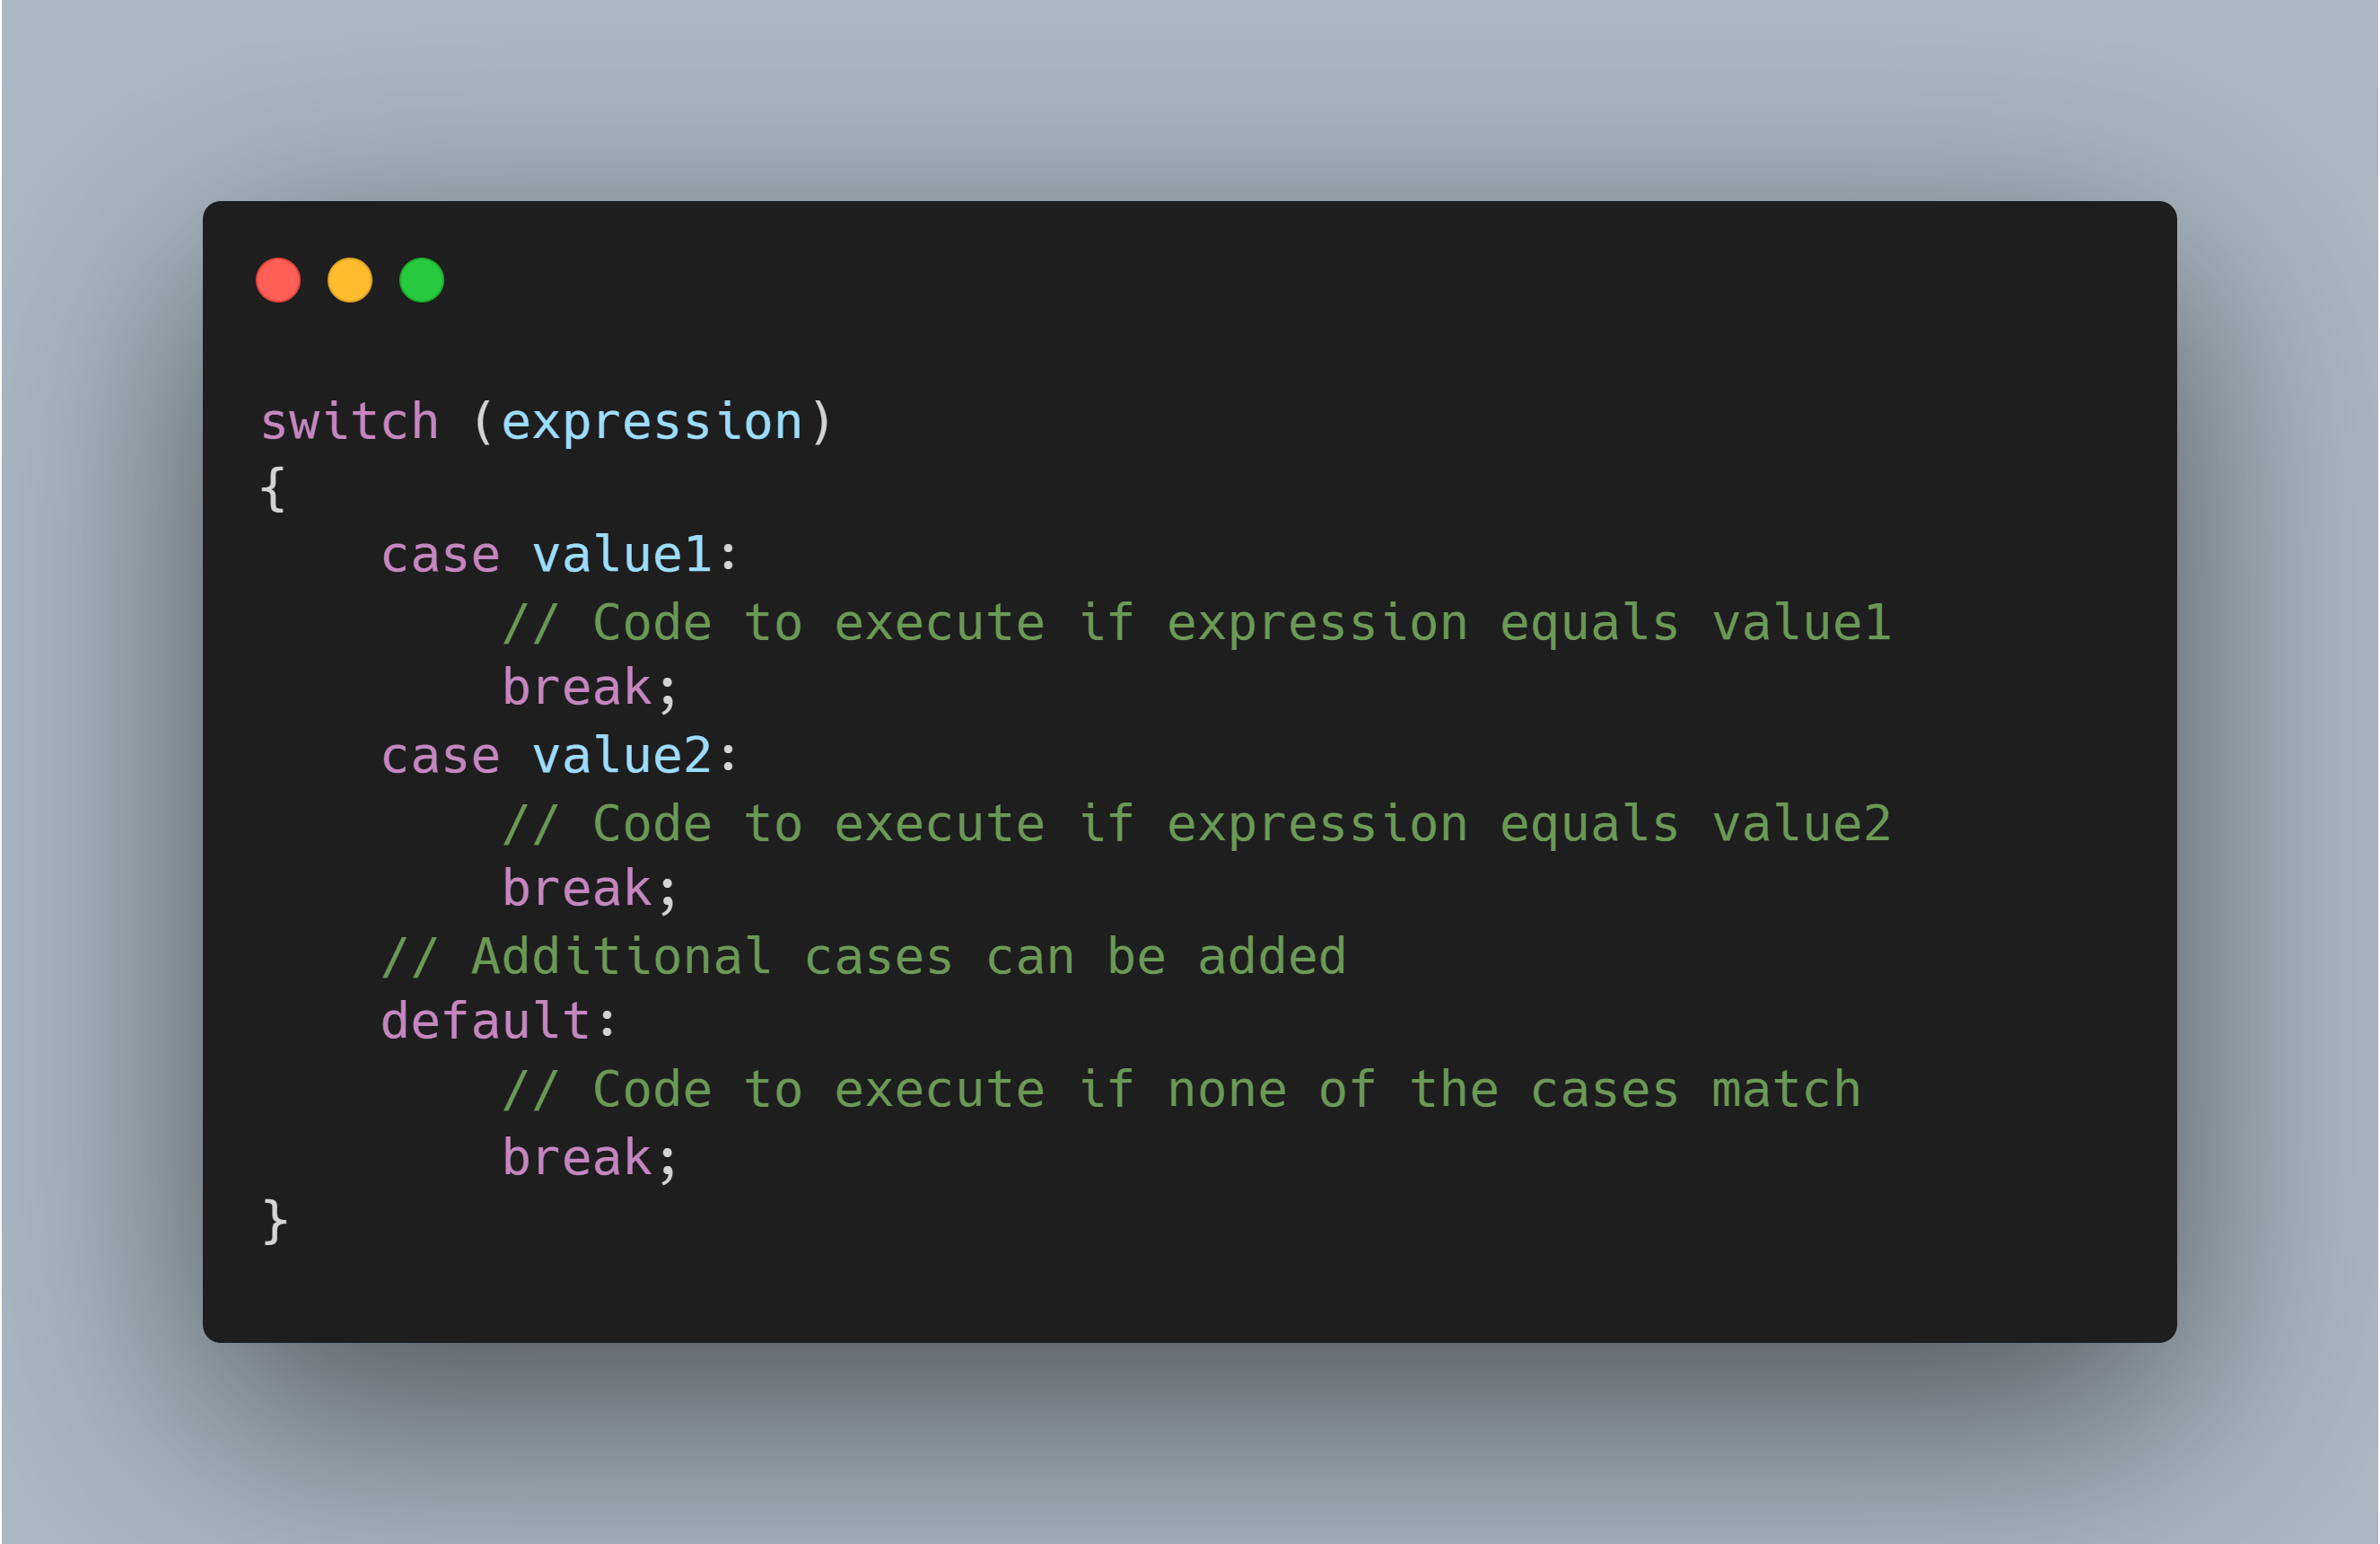 switch (expression)
{
    case value1:
        // Code to execute if expression equals value1
        break;
    case value2:
        // Code to execute if expression equals value2
        break;
    // Additional cases can be added
    default:
        // Code to execute if none of the cases match
        break;
}